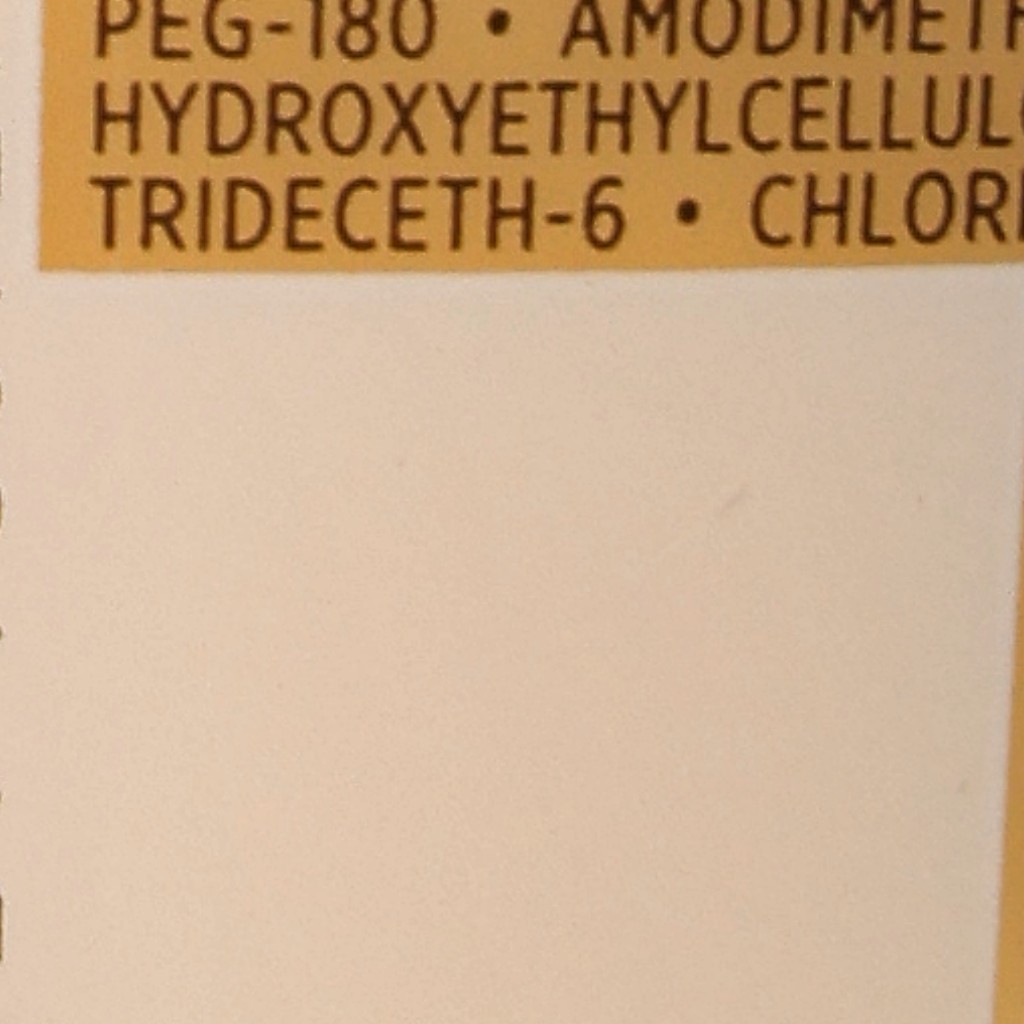 PEG-180 • AMODIMETH
HYDROXYETHYLCELLUL
TRIDECETH-6 • CHLOR